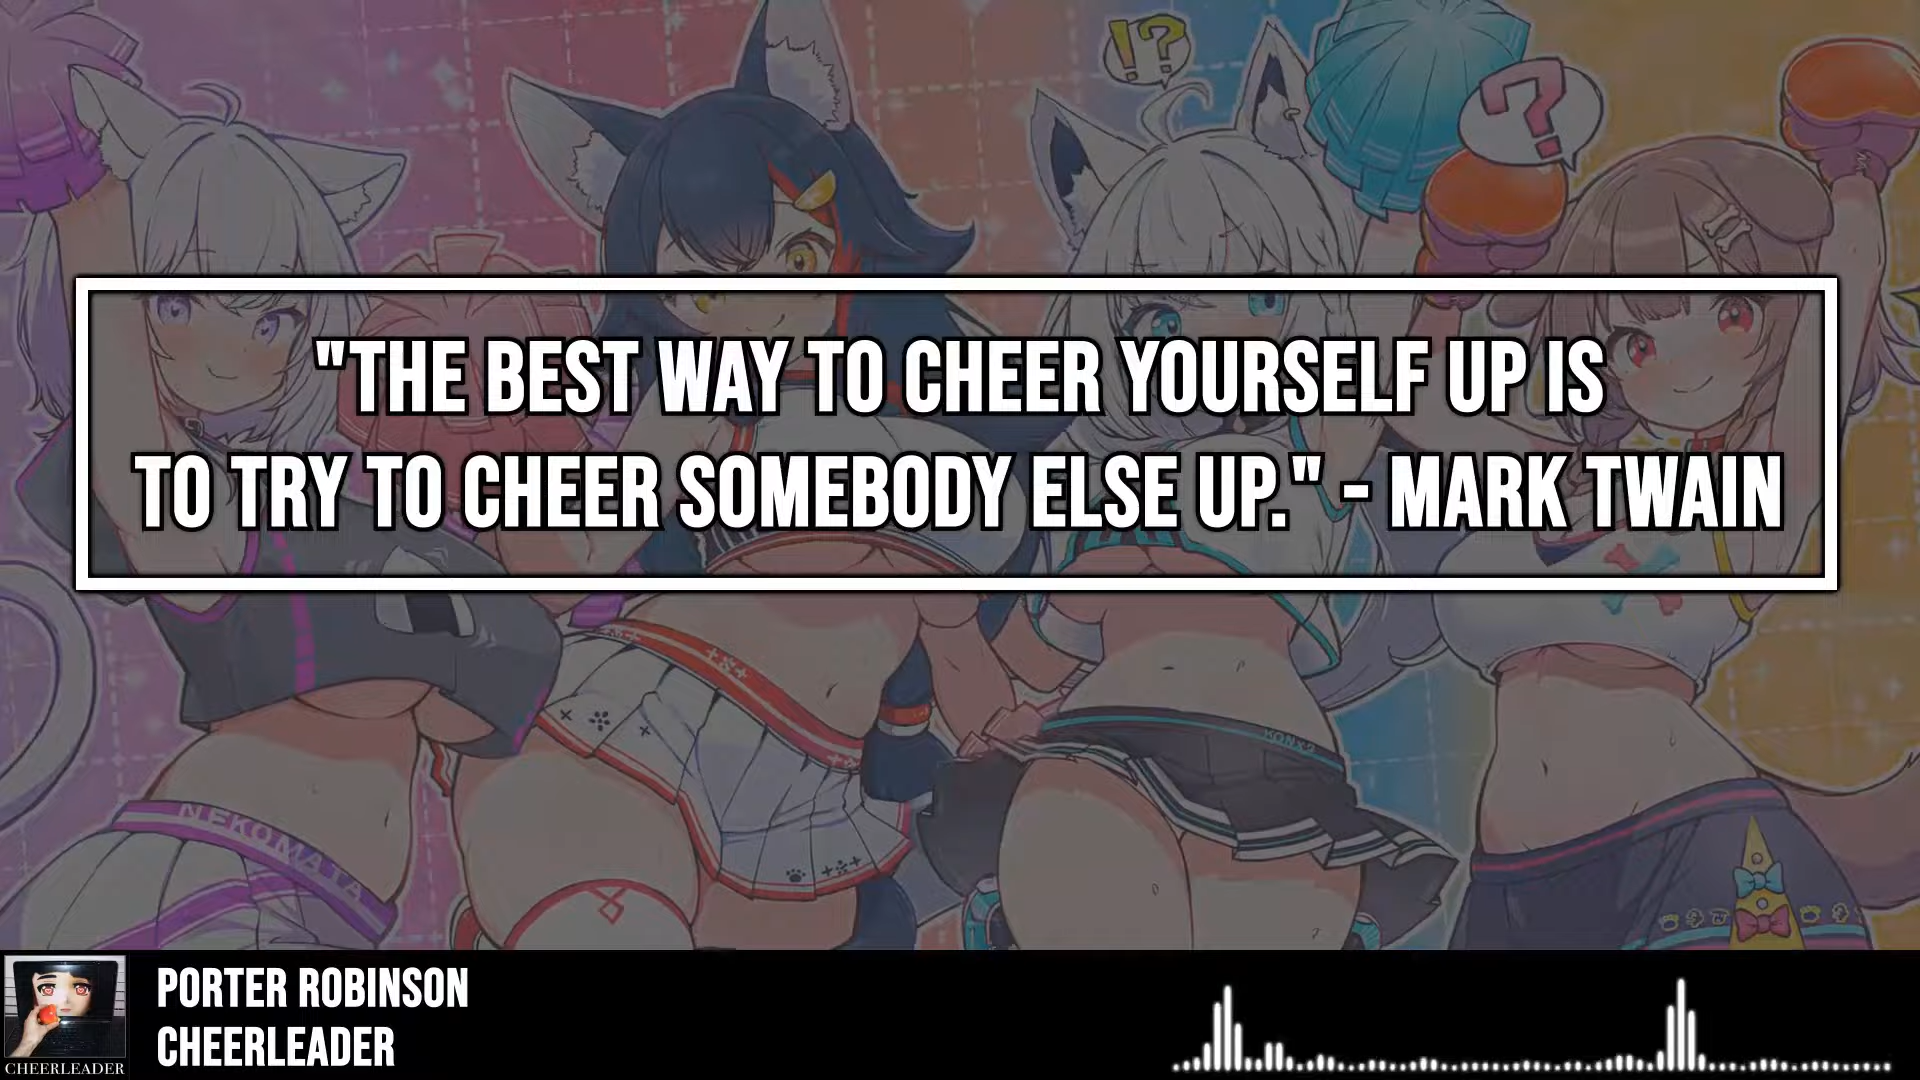 !?
?
"THE BEST WAY TO CHEER YOURSELF UP IS
TO TRY TO CHEER SOMEBODY ELSE UP." - MARK TWAIN
NEKOMATA
PORTER ROBINSON
CHEERLEADER
CHEERLEADER